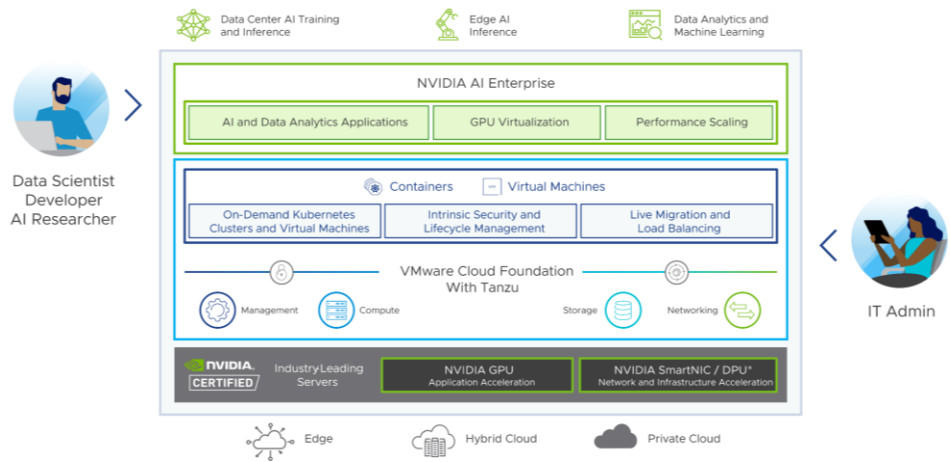 Data Center AI Training
and Inference
Edge AI
Inference
Data Analytics and
Machine Learning
NVIDIA AI Enterprise
AI and Data Analytics Applications
GPU Virtualization
Performance Scaling
Data Scientist
Developer
AI Researcher
Containers
Virtual Machines
On-Demand Kubernetes
Clusters and Virtual Machines
Intrinsic Security and
Lifecycle Management
Live Migration and
Load Balancing
VMware Cloud Foundation
With Tanzu
Management
Compute
Storage
Networking
IT Admin
NVIDIA.
CERTIFIED
IndustryLeading
Servers
NVIDIA GPU
Application Acceleration
NVIDIA SmartNIC / DPU*
Network and Infrastructure Acceleration
Edge
Hybrid Cloud
Private Cloud